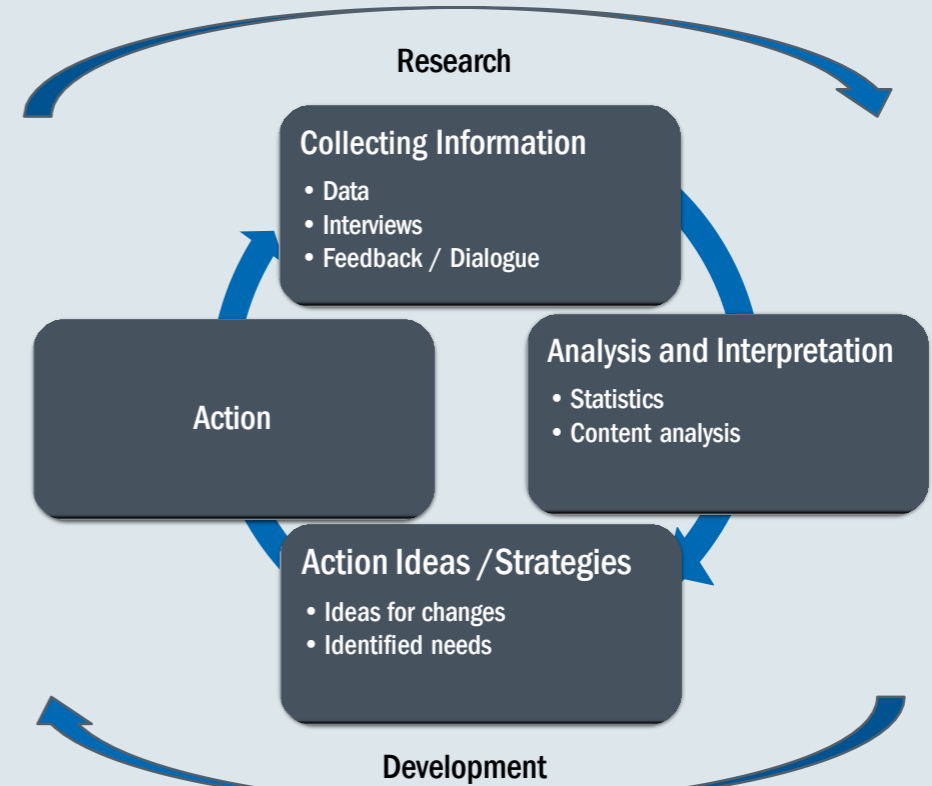 Research
Collecting Information
• Data
• Interviews
• Feedback / Dialogue
Analysis and Interpretation
• Statistics
• Content analysis
Action
Action Ideas /Strategies
• Ideas for changes
• Identified needs
Development